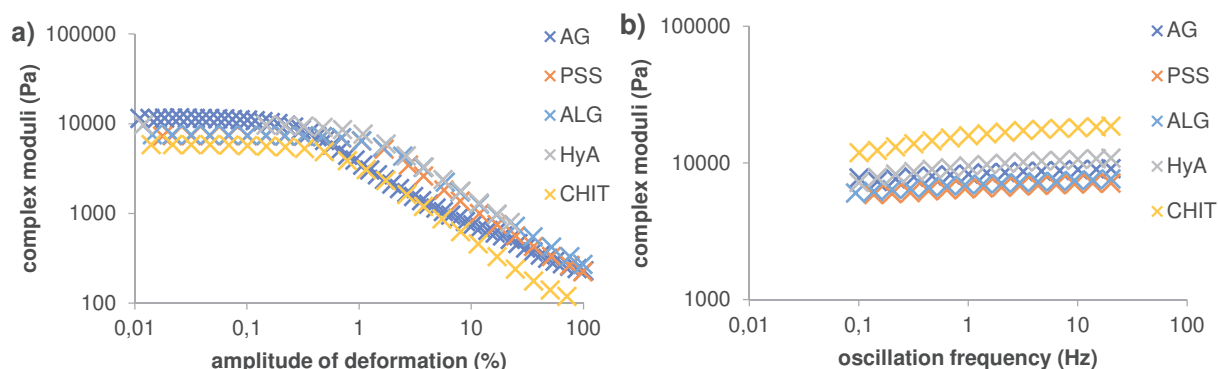 a)
complex moduli (Pa)
100000
10000
1000
100
0,01
0,1
1
10
100
amplitude of deformation (%)
AG
PSS
ALG
HyA
CHIT
b)
complex moduli (Pa)
100000
10000
1000
0,01
0,1
1
10
100
oscillation frequency (Hz)
AG
PSS
ALG
HyA
CHIT